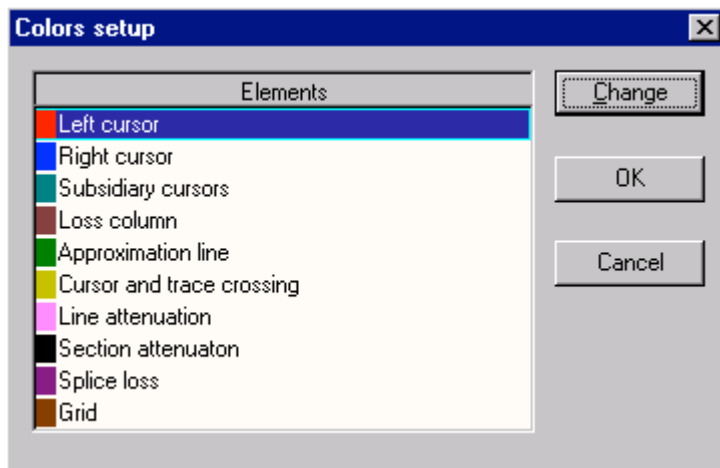 Colors setup
Elements
Left cursor
Right cursor
Subsidiary cursors
Loss column
Approximation line
Cursor and trace crossing
Line attenuation
Section attenuaton
Splice loss
Grid
Change
OK
Cancel